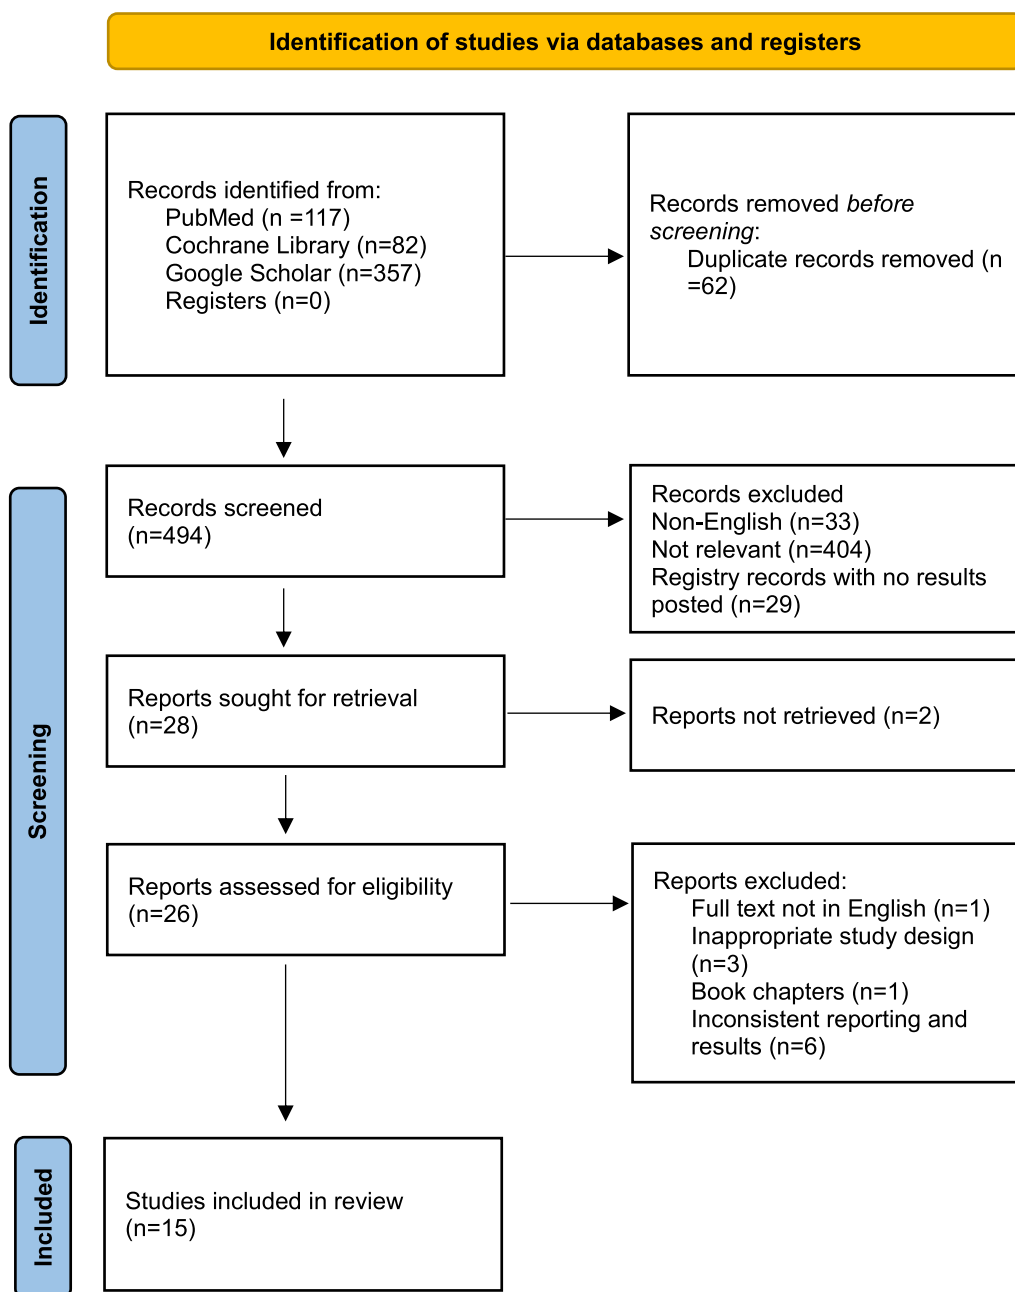 Identification of studies via databases and registers
Identification
Records identified from:
PubMed (n =117)
Cochrane Library (n=82)
Google Scholar (n=357)
Registers (n=0)
Records removed before
screening:
Duplicate records removed (n
=62)
Screening
Records screened
(n=494)
Records excluded
Non-English (n=33)
Not relevant (n=404)
Registry records with no results
posted (n=29)
Reports sought for retrieval
(n=28)
Reports not retrieved (n=2)
Reports assessed for eligibility
(n=26)
Reports excluded:
Full text not in English (n=1)
Inappropriate study design
(n=3)
Book chapters (n=1)
Inconsistent reporting and
results (n=6)
Included
Studies included in review
(n=15)